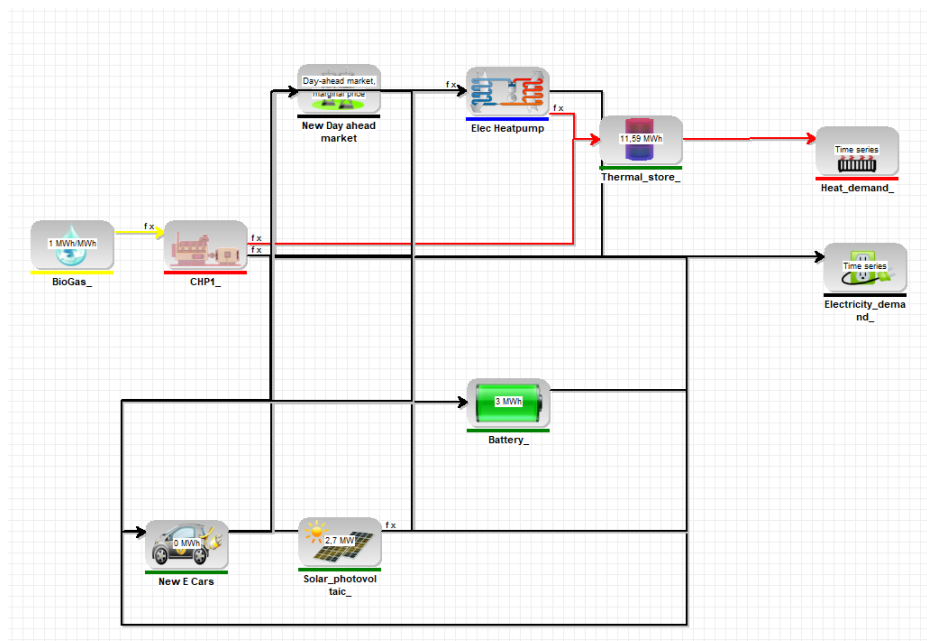 Day-ahead market,
marginal price
New Day ahead
market
f x
Elec Heatpump
f x
11,59 MWh
Thermal_store_
Time series
Heat_demand_
f x
1 MWh/MWh
BioGas_
CHP1_
f x
f x
Time series
Electricity_dema
nd_
3 MWh
Battery_
0 MWh
New E Cars
f x
2,7 MW
Solar_photovol
taic_